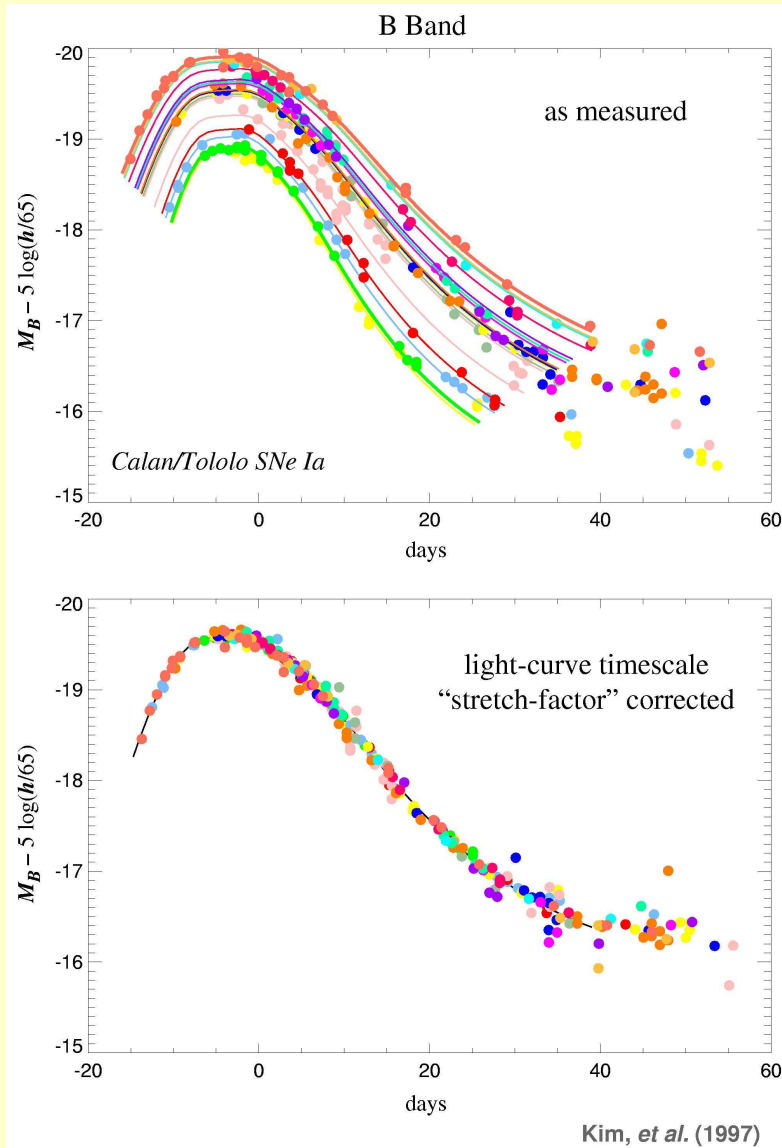 B Band
-20
-19
-18
-17
-16
-15
M_B – 5 log(h/65)
as measured
Calan/Tololo SNe Ia
-20 0 20 40 60
days
-20
-19
-18
-17
-16
-15
M_B – 5 log(h/65)
light-curve timescale
“stretch-factor” corrected
-20 0 20 40 60
days
Kim, et al. (1997)